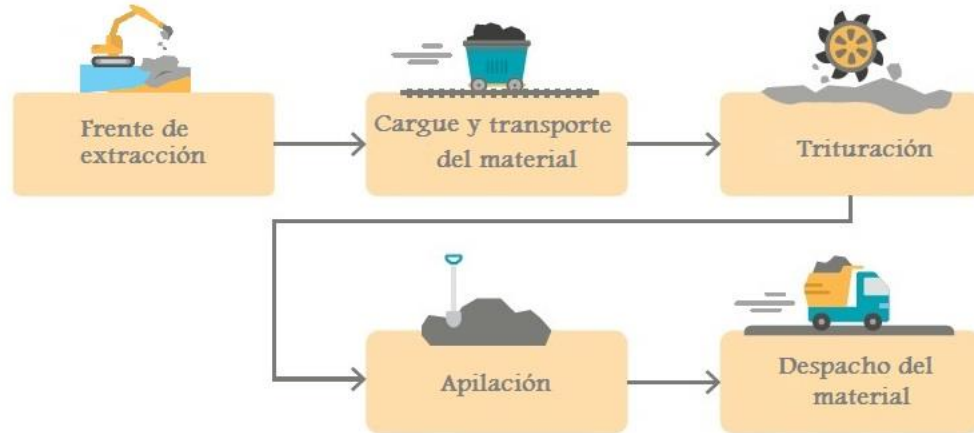 Frente de
extracción
Cargue y transporte
del material
Trituración
Apilación
Despacho del
material